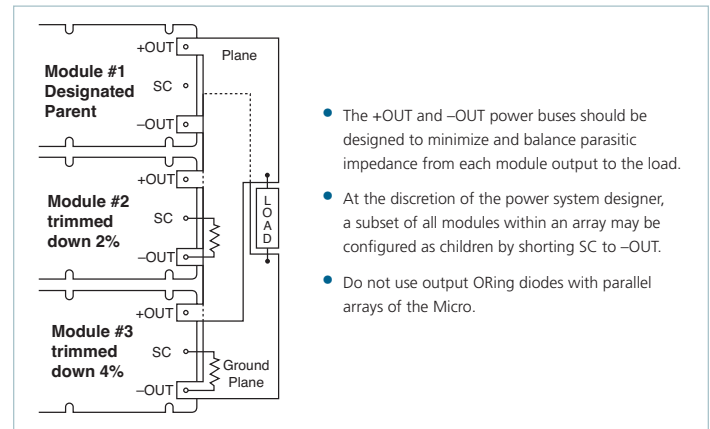 +OUT
Plane
Module #1
Designated
Parent
SC
–OUT
+OUT
Module #2
trimmed
down 2%
SC
–OUT
LOAD
+OUT
Module #3
trimmed
down 4%
SC
Ground
Plane
–OUT
• The +OUT and –OUT power buses should be
designed to minimize and balance parasitic
impedance from each module output to the load.
• At the discretion of the power system designer,
a subset of all modules within an array may be
configured as children by shorting SC to –OUT.
• Do not use output ORing diodes with parallel
arrays of the Micro.